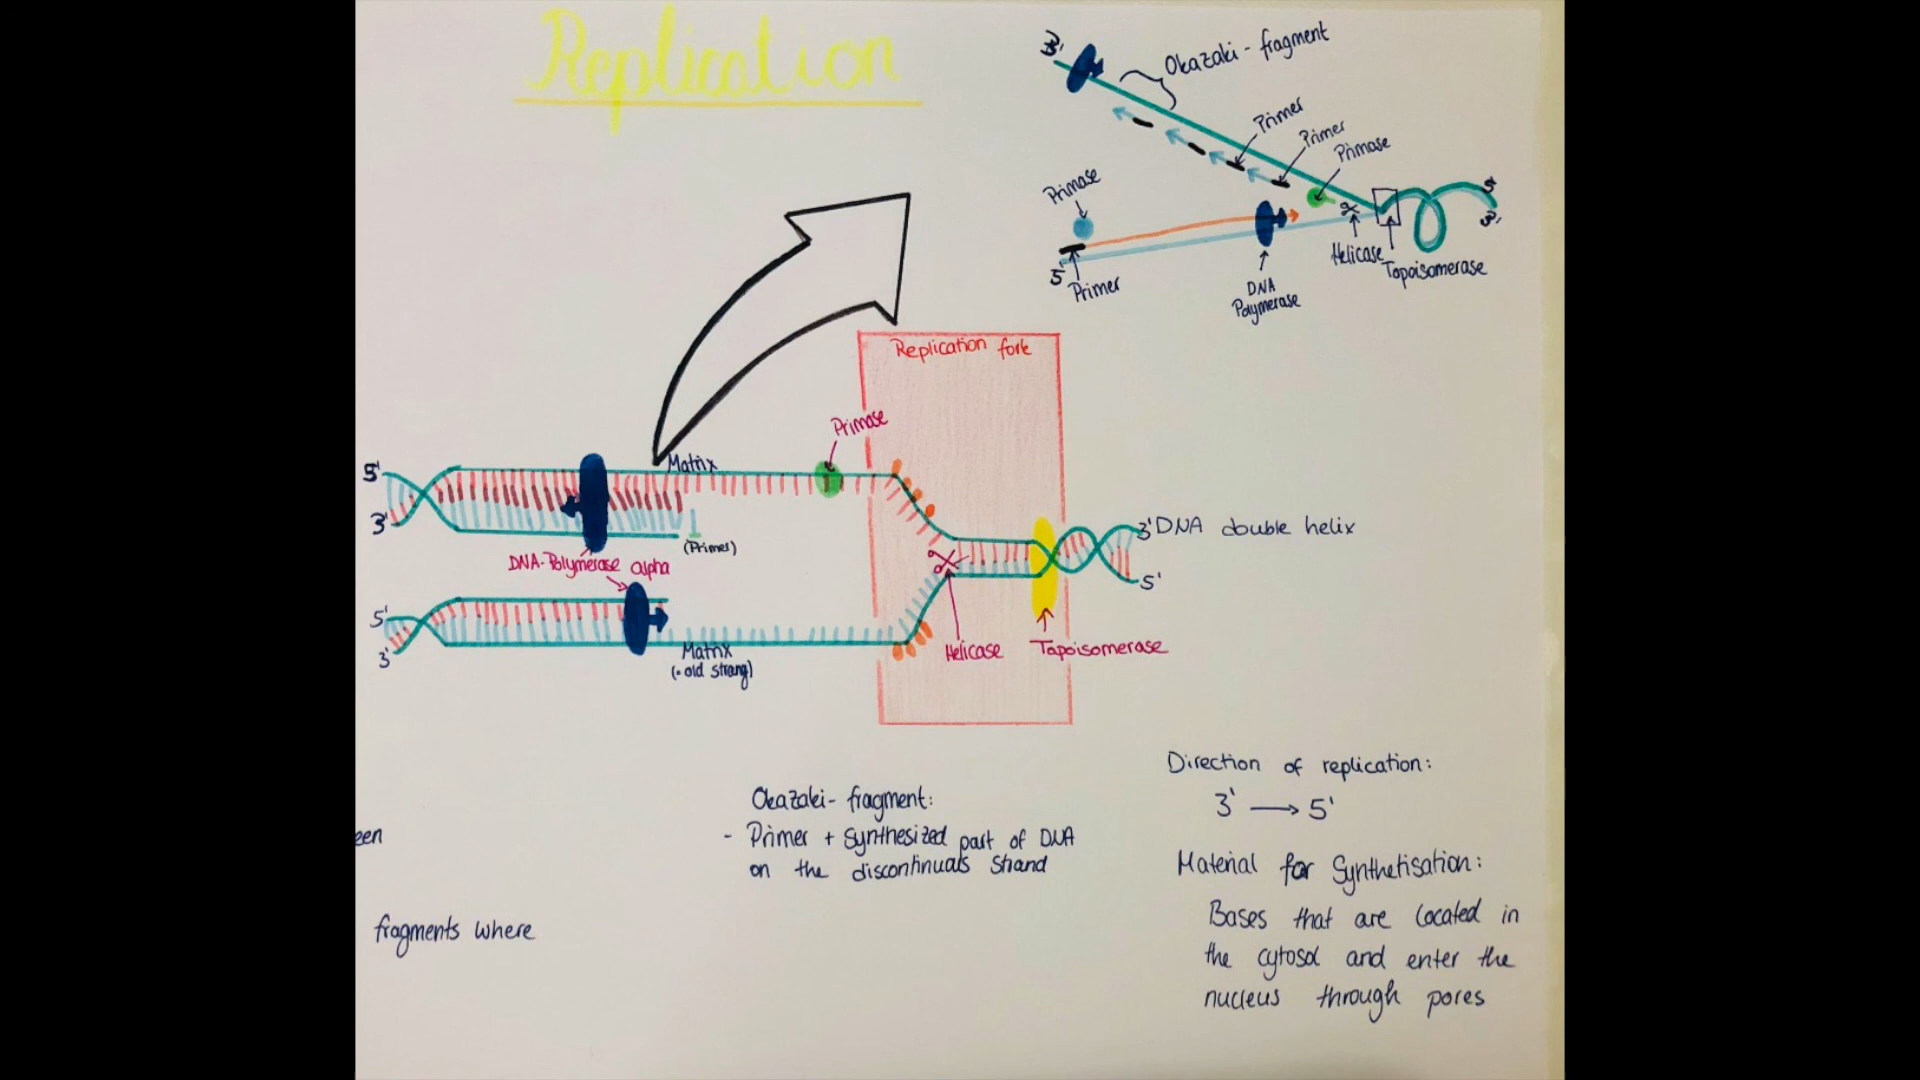 Replication
3'
Okazaki - fragment
Primer
Primer
Primase
Primase
5'
3'
Helicase
Topoisomerase
5'
Primer
DNA
Polymerase
Replication fork
Primase
Matrix
5'
3'
(Primer)
DNA-Polymerase alpha
3' DNA double helix
5'
5'
3'
Matrix
(= old strang)
Helicase
Topoisomerase
Direction of replication:
3' → 5'
Okazaki- fragment:
- Primer + synthesized part of DNA
on the discontinuals strand
een
fragments where
Material for Synthetisation:
Bases that are located in
the cytosol and enter the
nucleus through pores